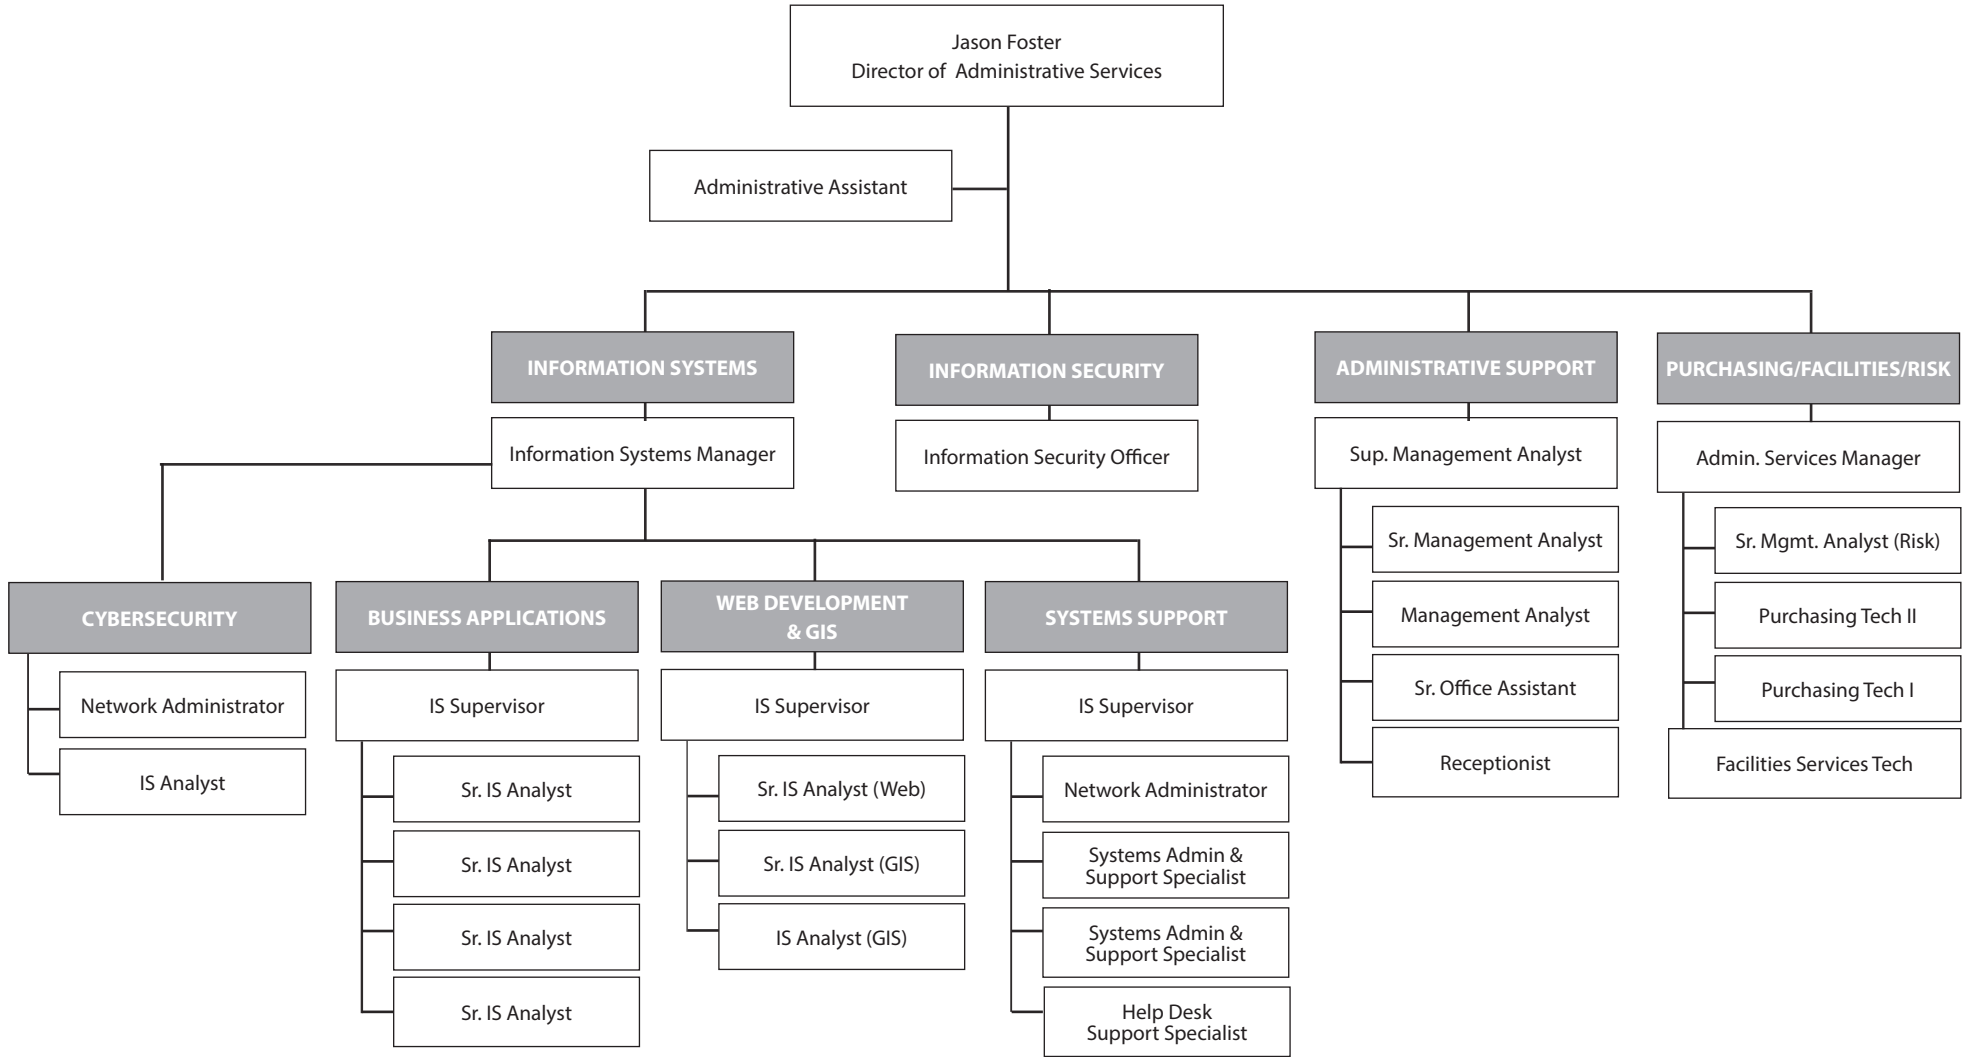 Jason Foster
Director of Administrative Services
Administrative Assistant
INFORMATION SYSTEMS
Information Systems Manager
INFORMATION SECURITY
Information Security Officer
ADMINISTRATIVE SUPPORT
Sup. Management Analyst
Sr. Management Analyst
Management Analyst
Sr. Office Assistant
Receptionist
PURCHASING/FACILITIES/RISK
Admin. Services Manager
Sr. Mgmt. Analyst (Risk)
Purchasing Tech II
Purchasing Tech I
Facilities Services Tech
CYBERSECURITY
Network Administrator
IS Analyst
BUSINESS APPLICATIONS
IS Supervisor
Sr. IS Analyst
Sr. IS Analyst
Sr. IS Analyst
Sr. IS Analyst
WEB DEVELOPMENT
& GIS
IS Supervisor
Sr. IS Analyst (Web)
Sr. IS Analyst (GIS)
IS Analyst (GIS)
SYSTEMS SUPPORT
IS Supervisor
Network Administrator
Systems Admin &
Support Specialist
Systems Admin &
Support Specialist
Help Desk
Support Specialist